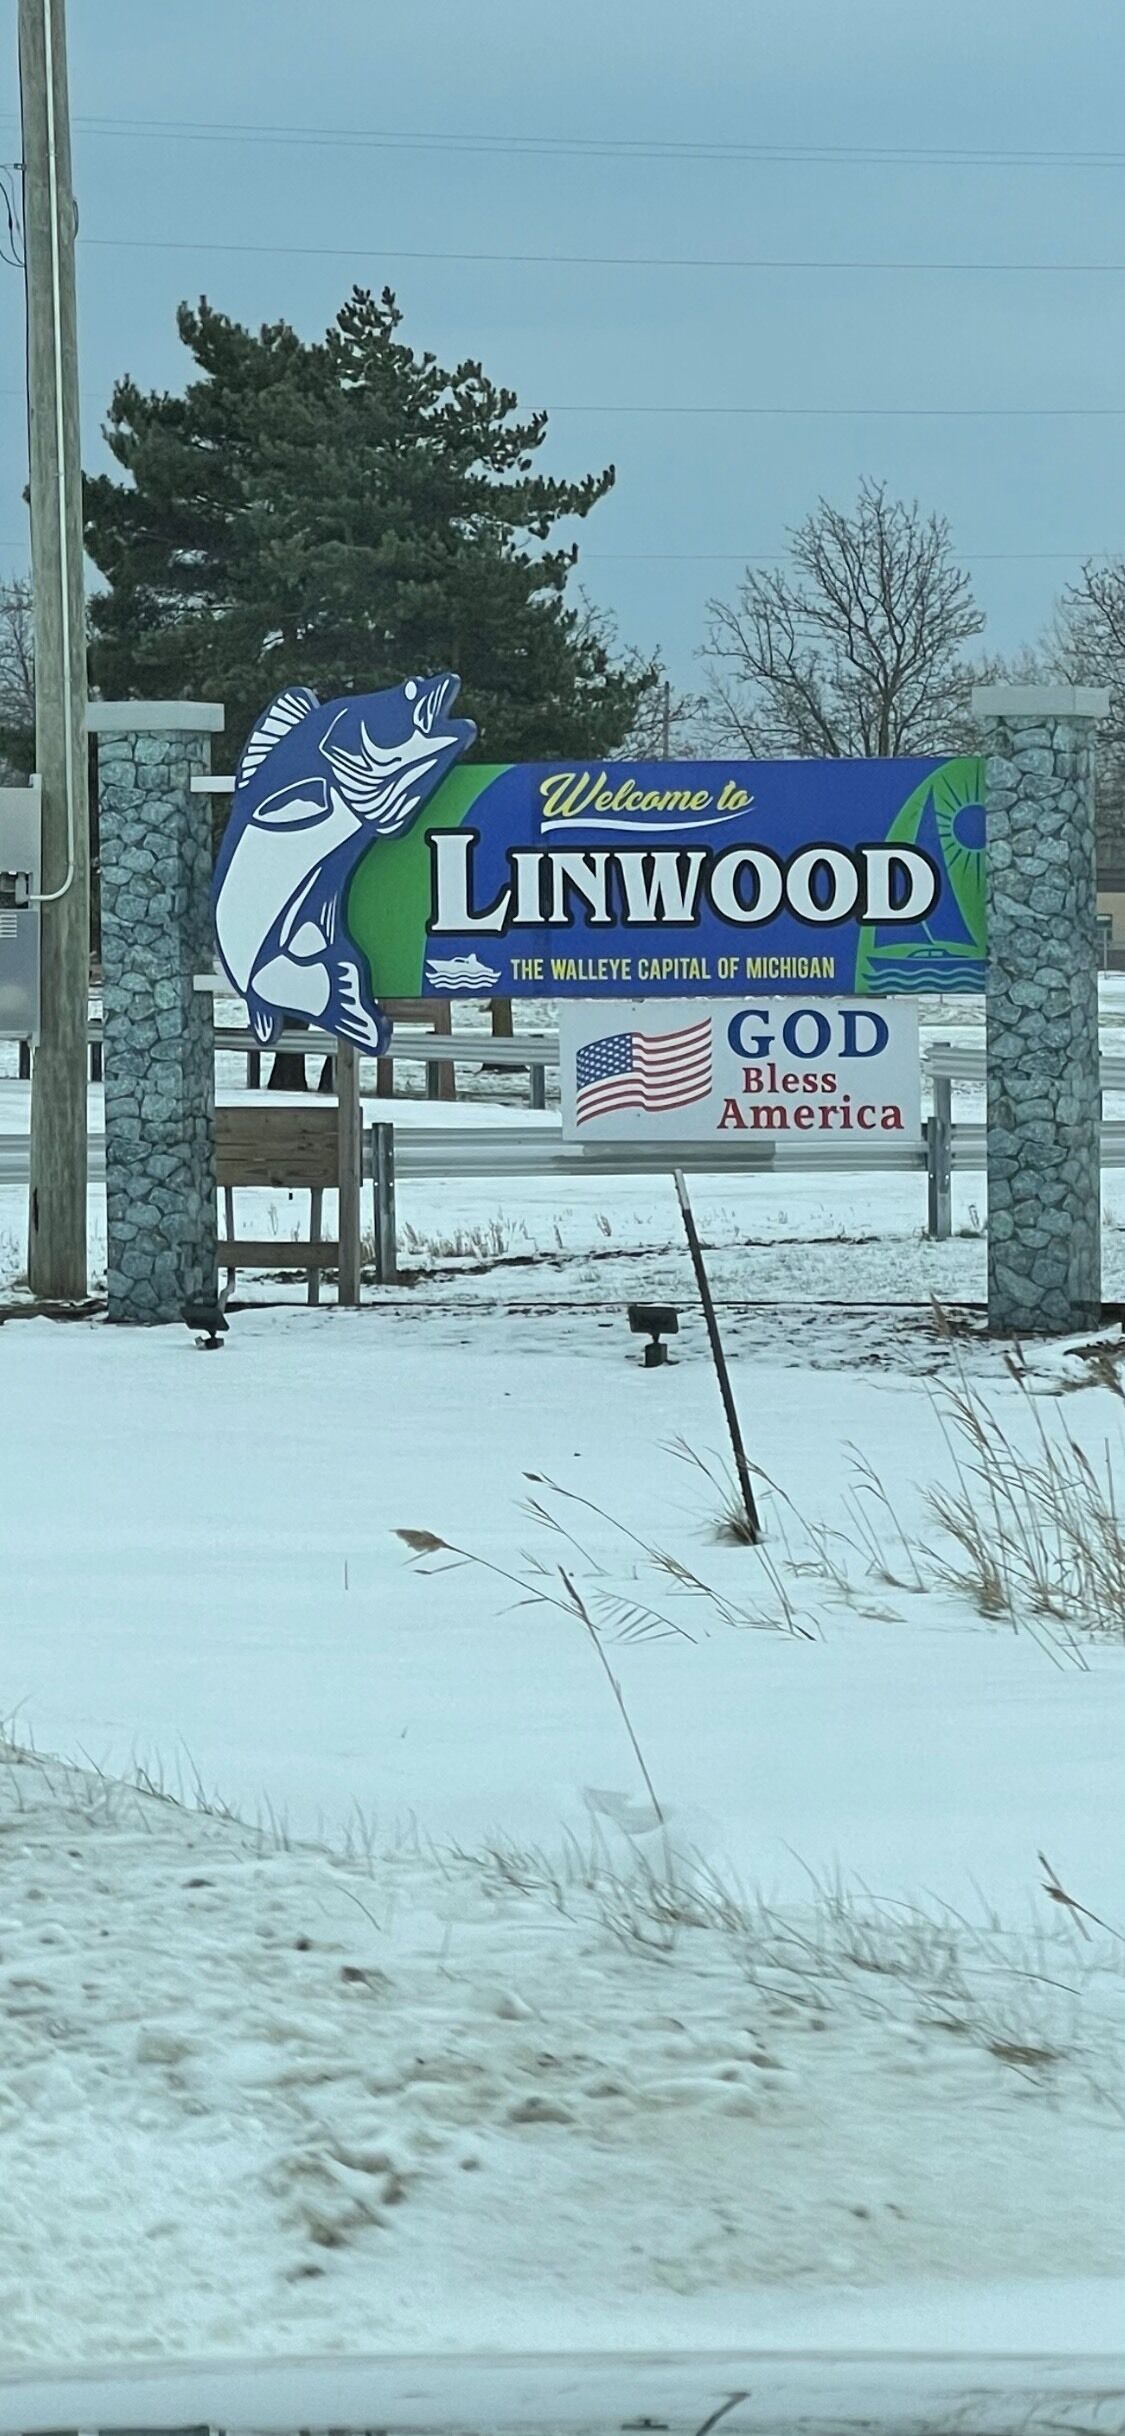 Welcome to
LINWOOD
THE WALLEYE CAPITAL OF MICHIGAN
GOD
Bless
America